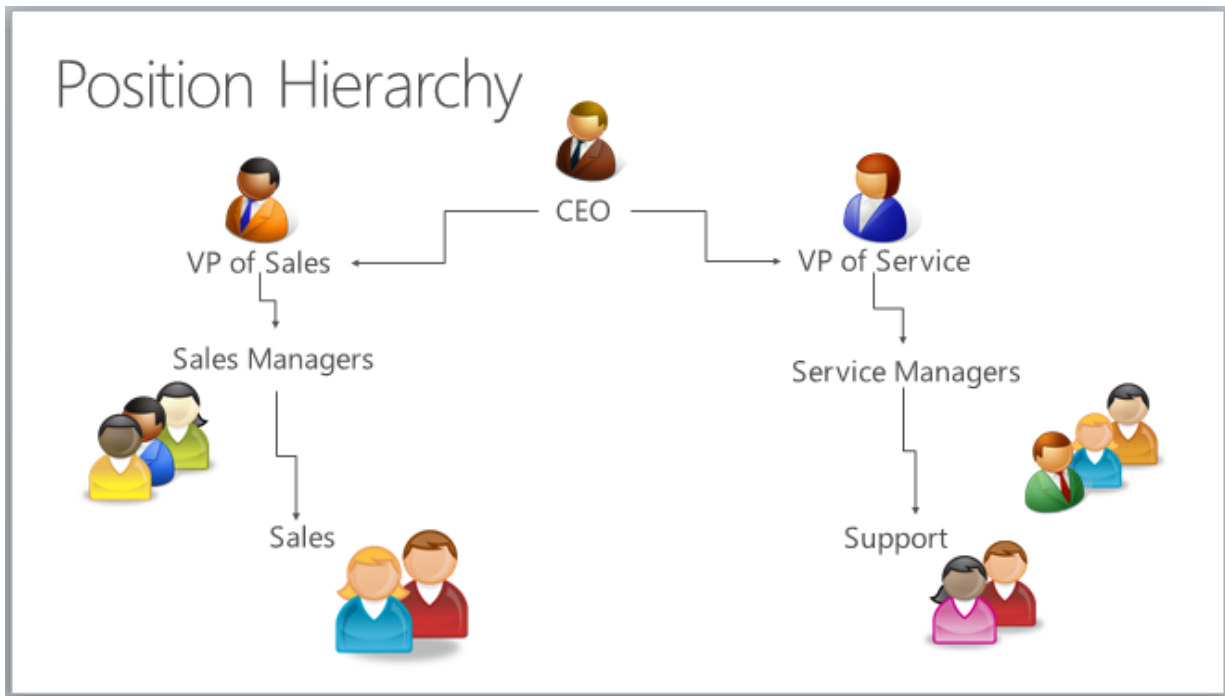 Position Hierarchy
CEO
VP of Sales
VP of Service
Sales Managers
Service Managers
Sales
Support